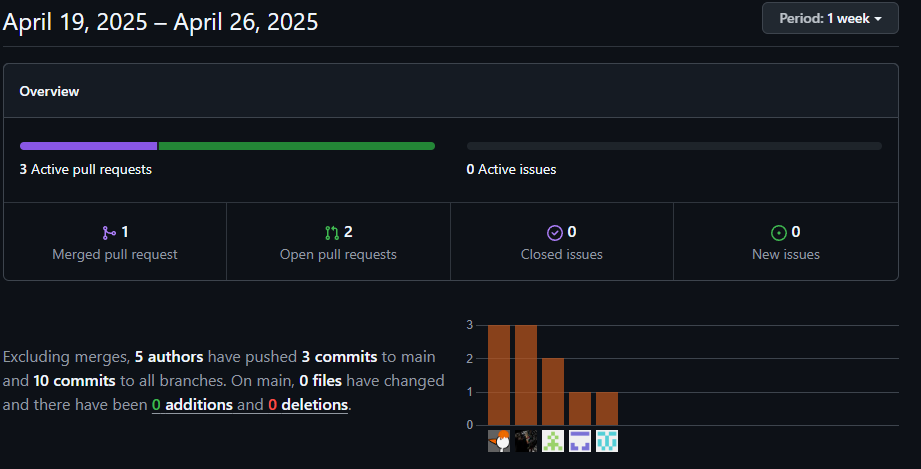 April 19, 2025 – April 26, 2025
Period: 1 week
Overview
3 Active pull requests
0 Active issues
1
Merged pull request
2
Open pull requests
0
Closed issues
0
New issues
Excluding merges, 5 authors have pushed 3 commits to main
and 10 commits to all branches. On main, 0 files have changed
and there have been 0 additions and 0 deletions.
3
2
1
0